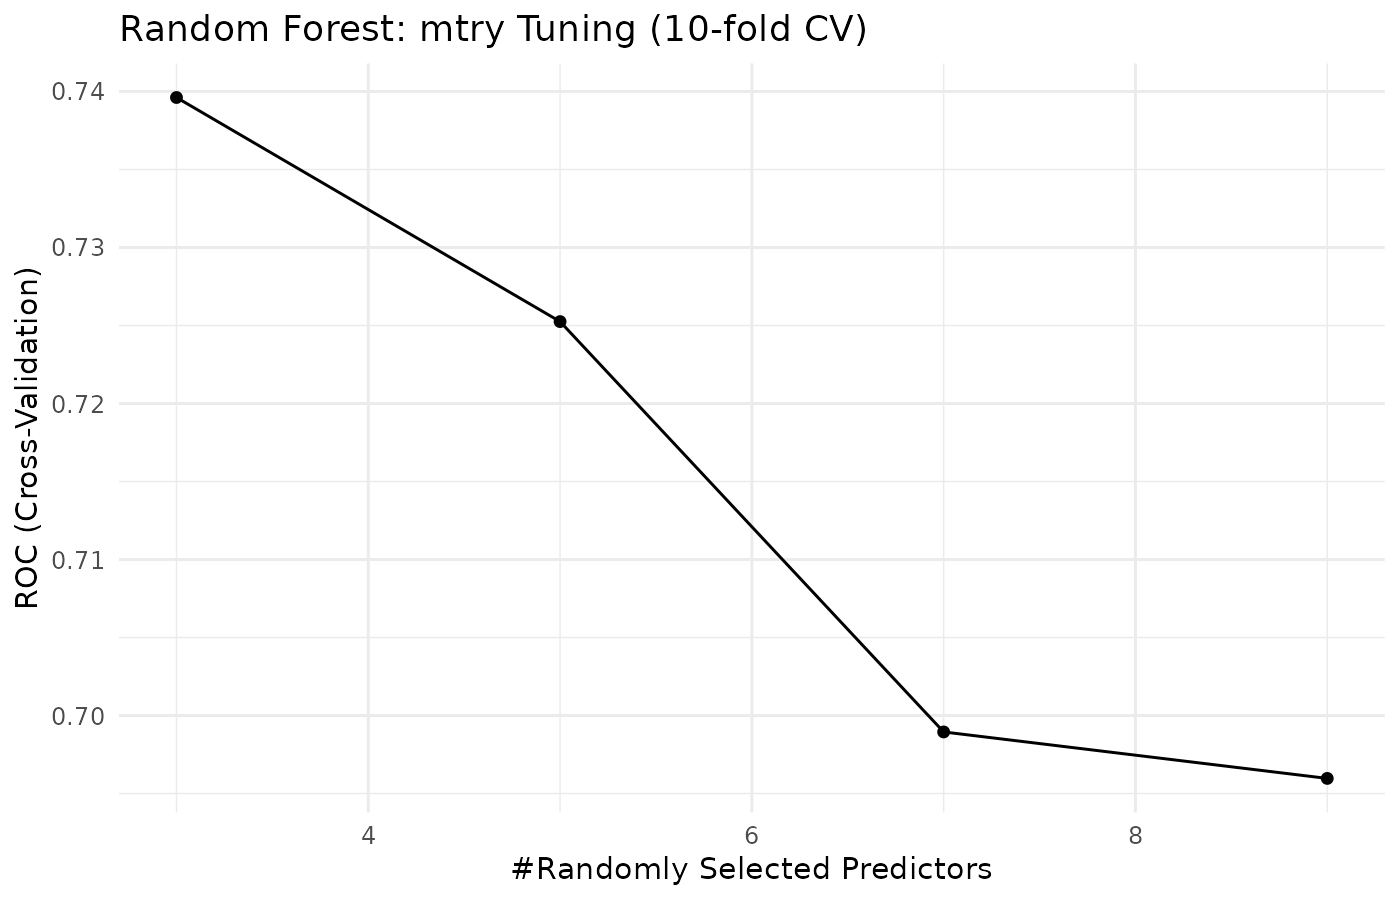 Random Forest: mtry Tuning (10-fold CV)
ROC (Cross-Validation)
0.74
0.73
0.72
0.71
0.70
4 6 8
#Randomly Selected Predictors